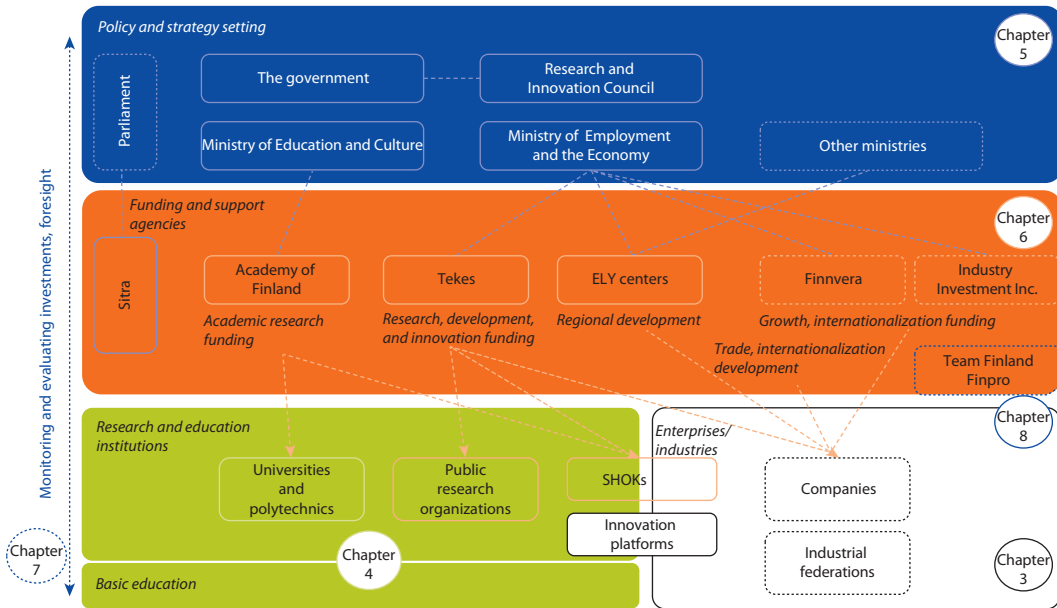 Policy and strategy setting
Chapter
5
Parliament
The government
Research and
Innovation Council
Ministry of Education and Culture
Ministry of Employment
and the Economy
Other ministries
Monitoring and evaluating investments, foresight
Funding and support
agencies
Chapter
6
Sitra
Academy of
Finland
Tekes
ELY centers
Finnvera
Industry
Investment Inc.
Academic research
funding
Research, development,
and innovation funding
Regional development
Growth, internationalization funding
Trade, internationalization
development
Team Finland
Finpro
Chapter
8
Research and education
institutions
Enterprises/
industries
Universities
and
polytechnics
Public
research
organizations
SHOKs
Companies
Innovation
platforms
Industrial
federations
Chapter
7
Chapter
4
Chapter
3
Basic education